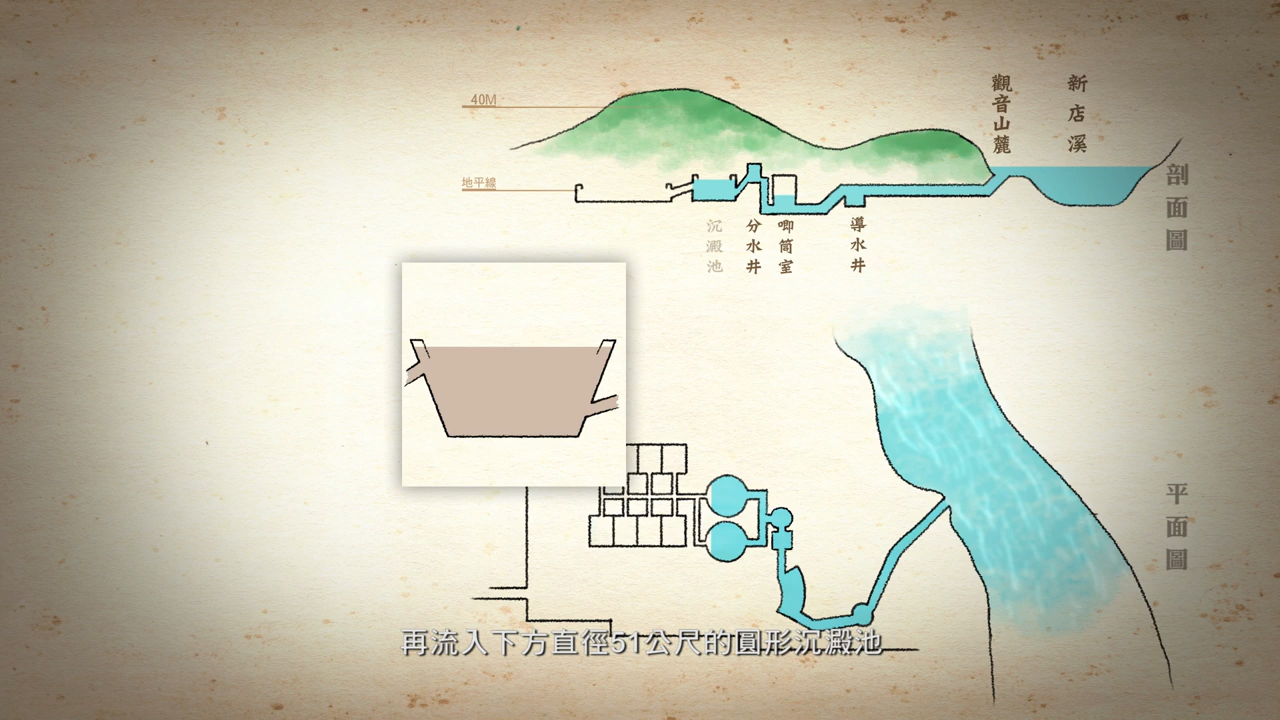 40M
地平線
觀音山麓
新店溪
剖面圖
沉澱池
分水井
唧筒室
導水井
平面圖
再流入下方直徑51公尺的圓形沉澱池